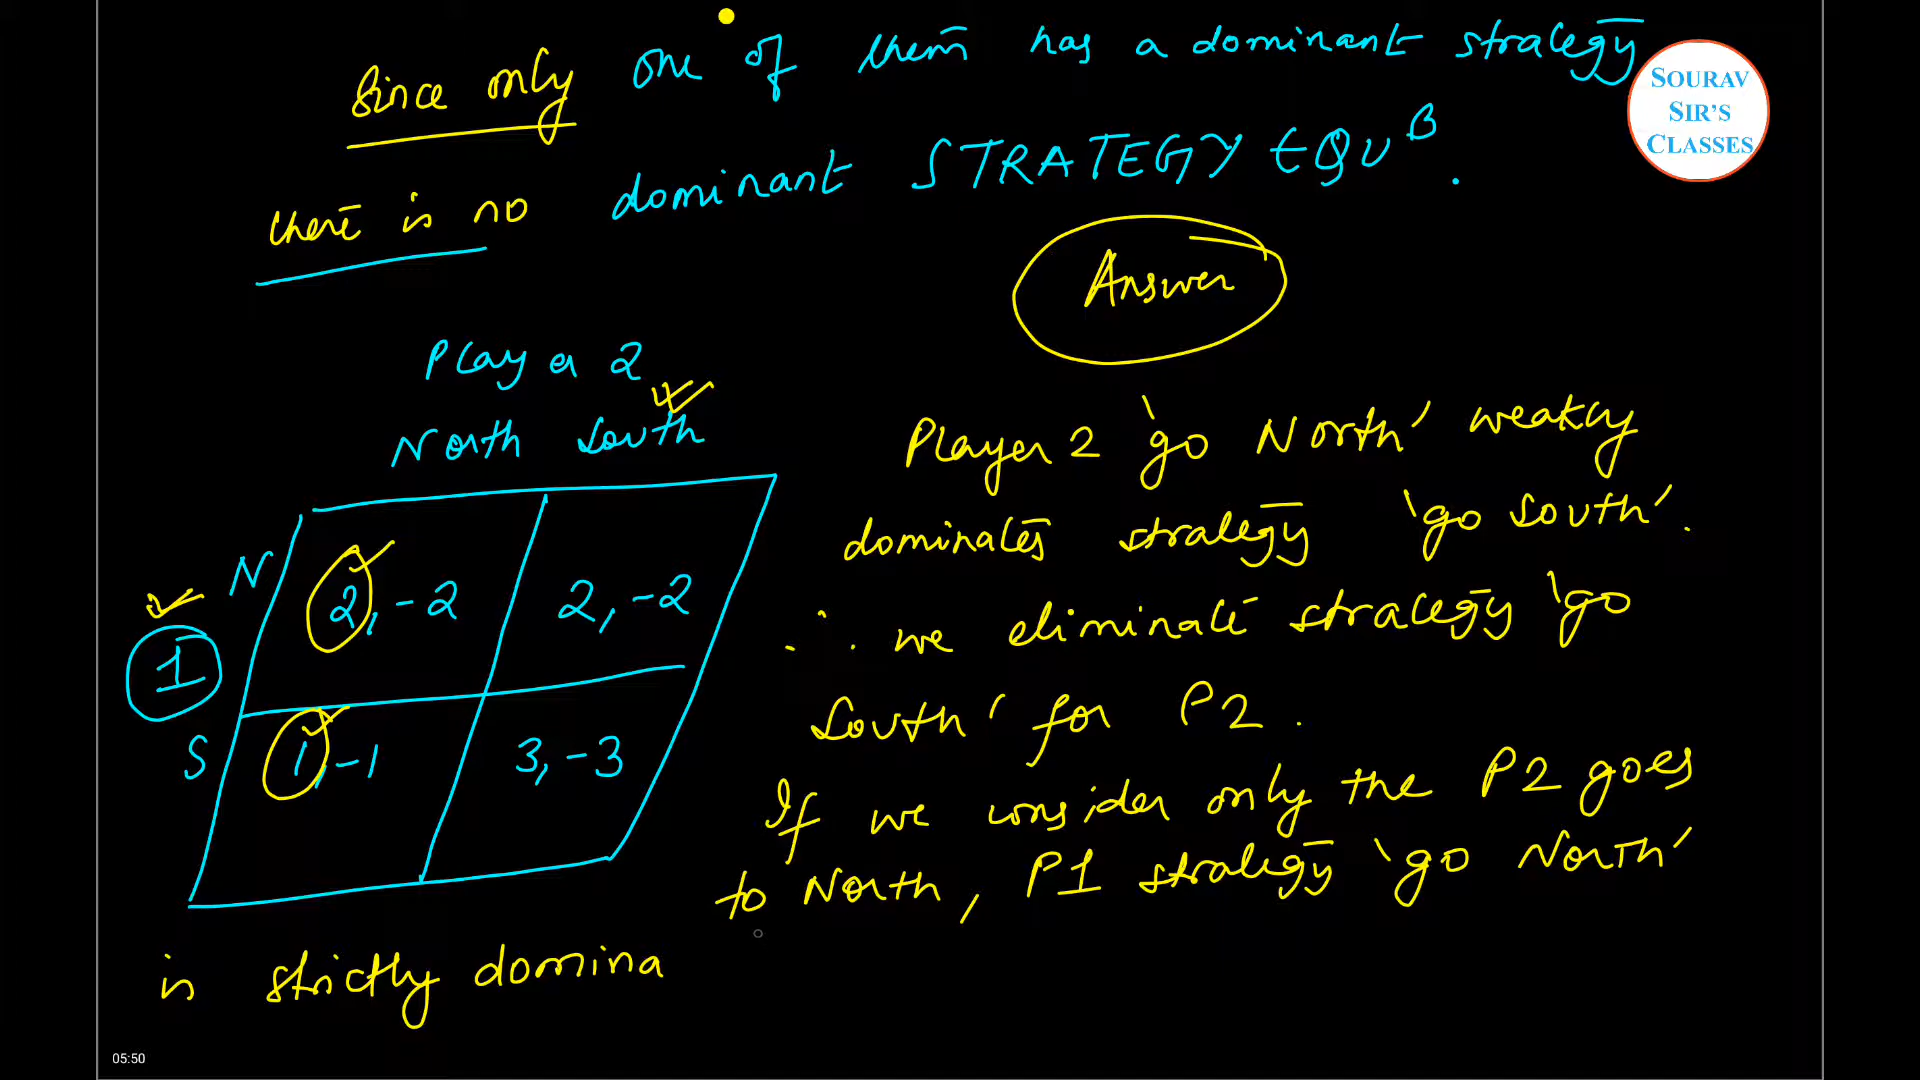 Since only one of them has a dominant strategy
there is no dominant STRATEGY EQU^B.
SOURAV
SIR'S
CLASSES
Answer
Player 2
North South
N 2, -2 2, -2
1
S 1, -1 3, -3
Player 2 'go North' weakly
dominates strategy 'go South'.
∴ we eliminate strategy 'go
South' for P2.
If we consider only the P2 goes
to North, P1 strategy 'go North'
is strictly domina
05:50